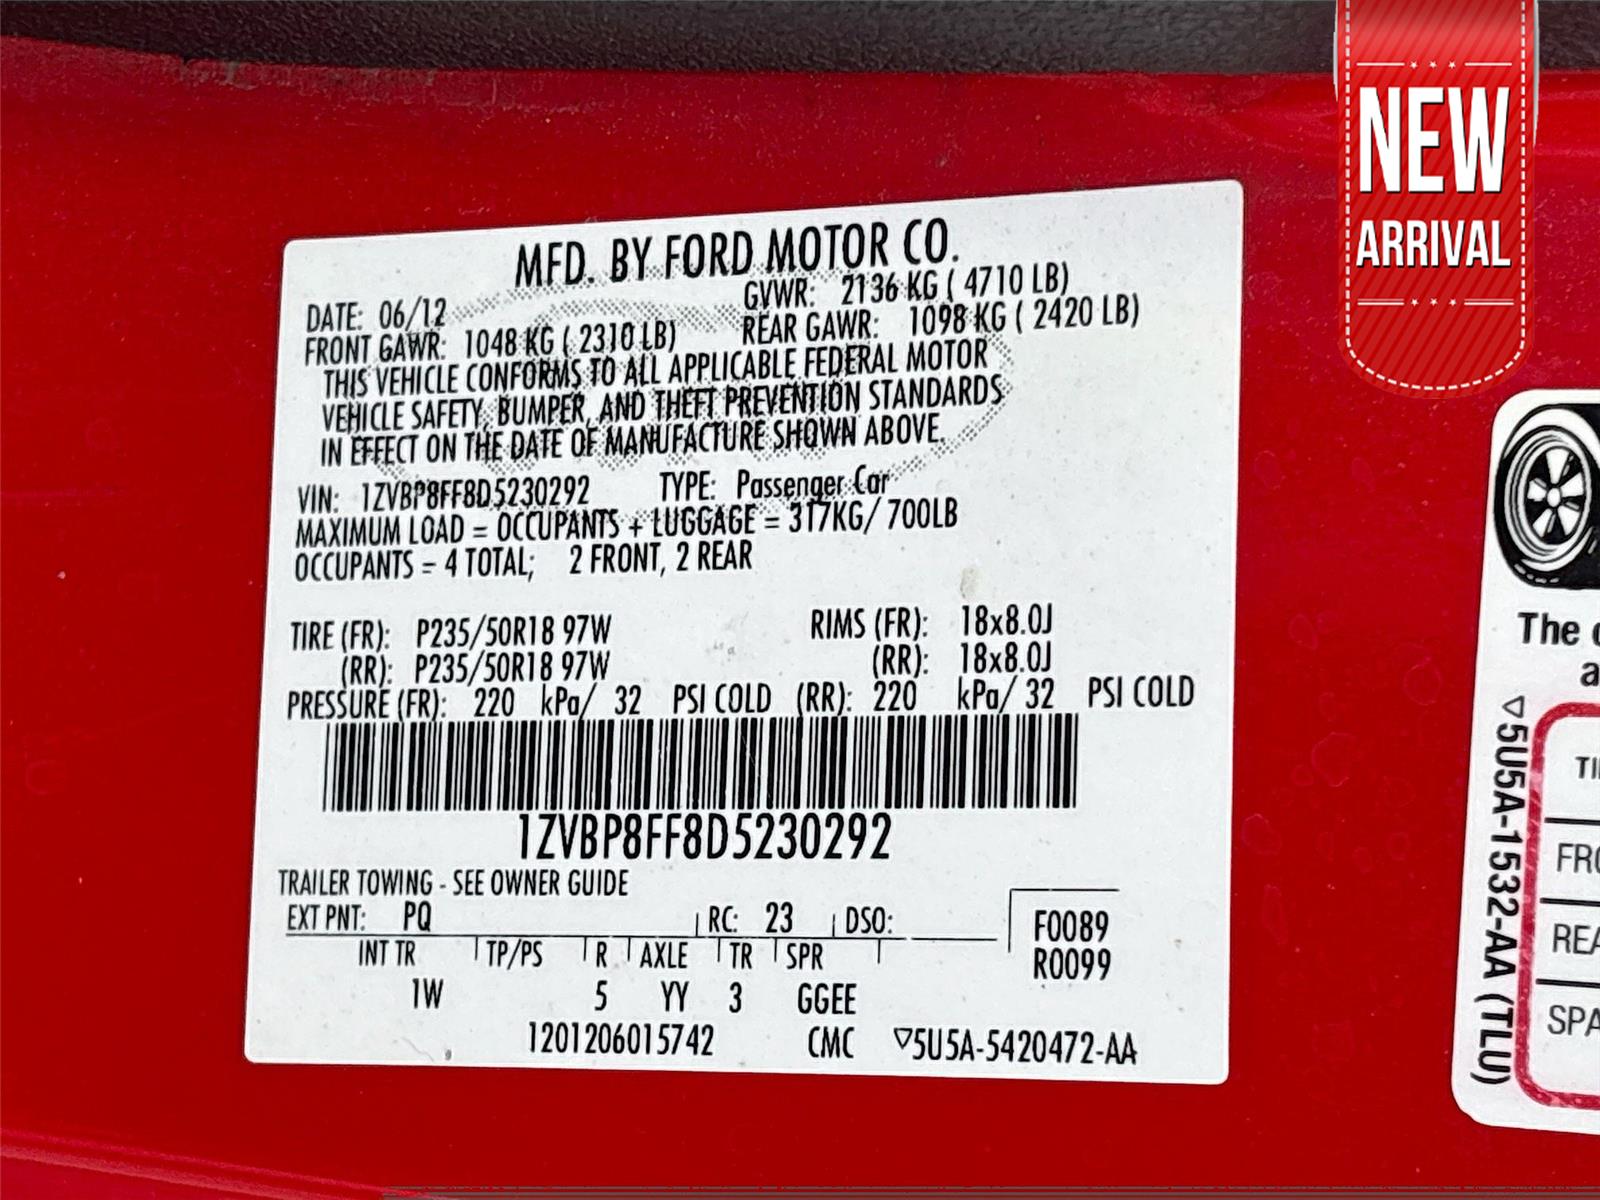 NEW
ARRIVAL
MFD. BY FORD MOTOR CO.
DATE: 06/12 GVWR: 2136 KG ( 4710 LB)
FRONT GAWR: 1048 KG ( 2310 LB) REAR GAWR: 1098 KG ( 2420 LB)
THIS VEHICLE CONFORMS TO ALL APPLICABLE FEDERAL MOTOR
VEHICLE SAFETY, BUMPER, AND THEFT PREVENTION STANDARDS
IN EFFECT ON THE DATE OF MANUFACTURE SHOWN ABOVE.
VIN: 1ZVBP8FF8D5230292 TYPE: Passenger Car
MAXIMUM LOAD = OCCUPANTS + LUGGAGE = 317KG/ 700LB
OCCUPANTS = 4 TOTAL; 2 FRONT, 2 REAR
TIRE (FR): P235/50R18 97W RIMS (FR): 18x8.0J
(RR): P235/50R18 97W (RR): 18x8.0J
PRESSURE (FR): 220 kPa/ 32 PSI COLD (RR): 220 kPa/ 32 PSI COLD
1ZVBP8FF8D5230292
TRAILER TOWING - SEE OWNER GUIDE
EXT PNT: PQ RC: 23 DSO: F0089
INT TR TP/PS R AXLE TR SPR R0099
1W 5 YY 3 GGEE
1201206015742 CMC ▽5U5A-5420472-AA
The
▽5U5A-1532-AA (TLU)